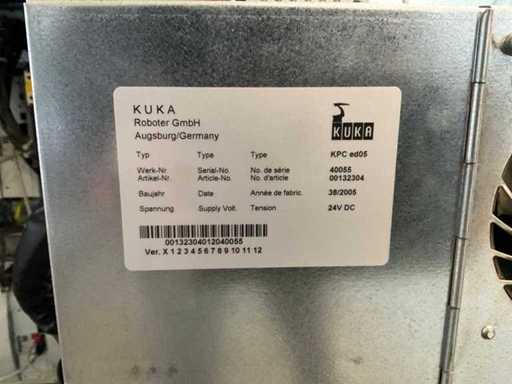 KUKA
Roboter GmbH
Augsburg/Germany
KUKA
Typ Type Type KPC ed05
Werk-Nr. Serial-No. No. de série 40055
Artikel-Nr. Article-No. No. d'article 00132304
Baujahr Date Année de fabric. 38/2005
Spannung Supply Volt. Tension 24V DC
00132304012040055
Ver. X 1 2 3 4 5 6 7 8 9 10 11 12